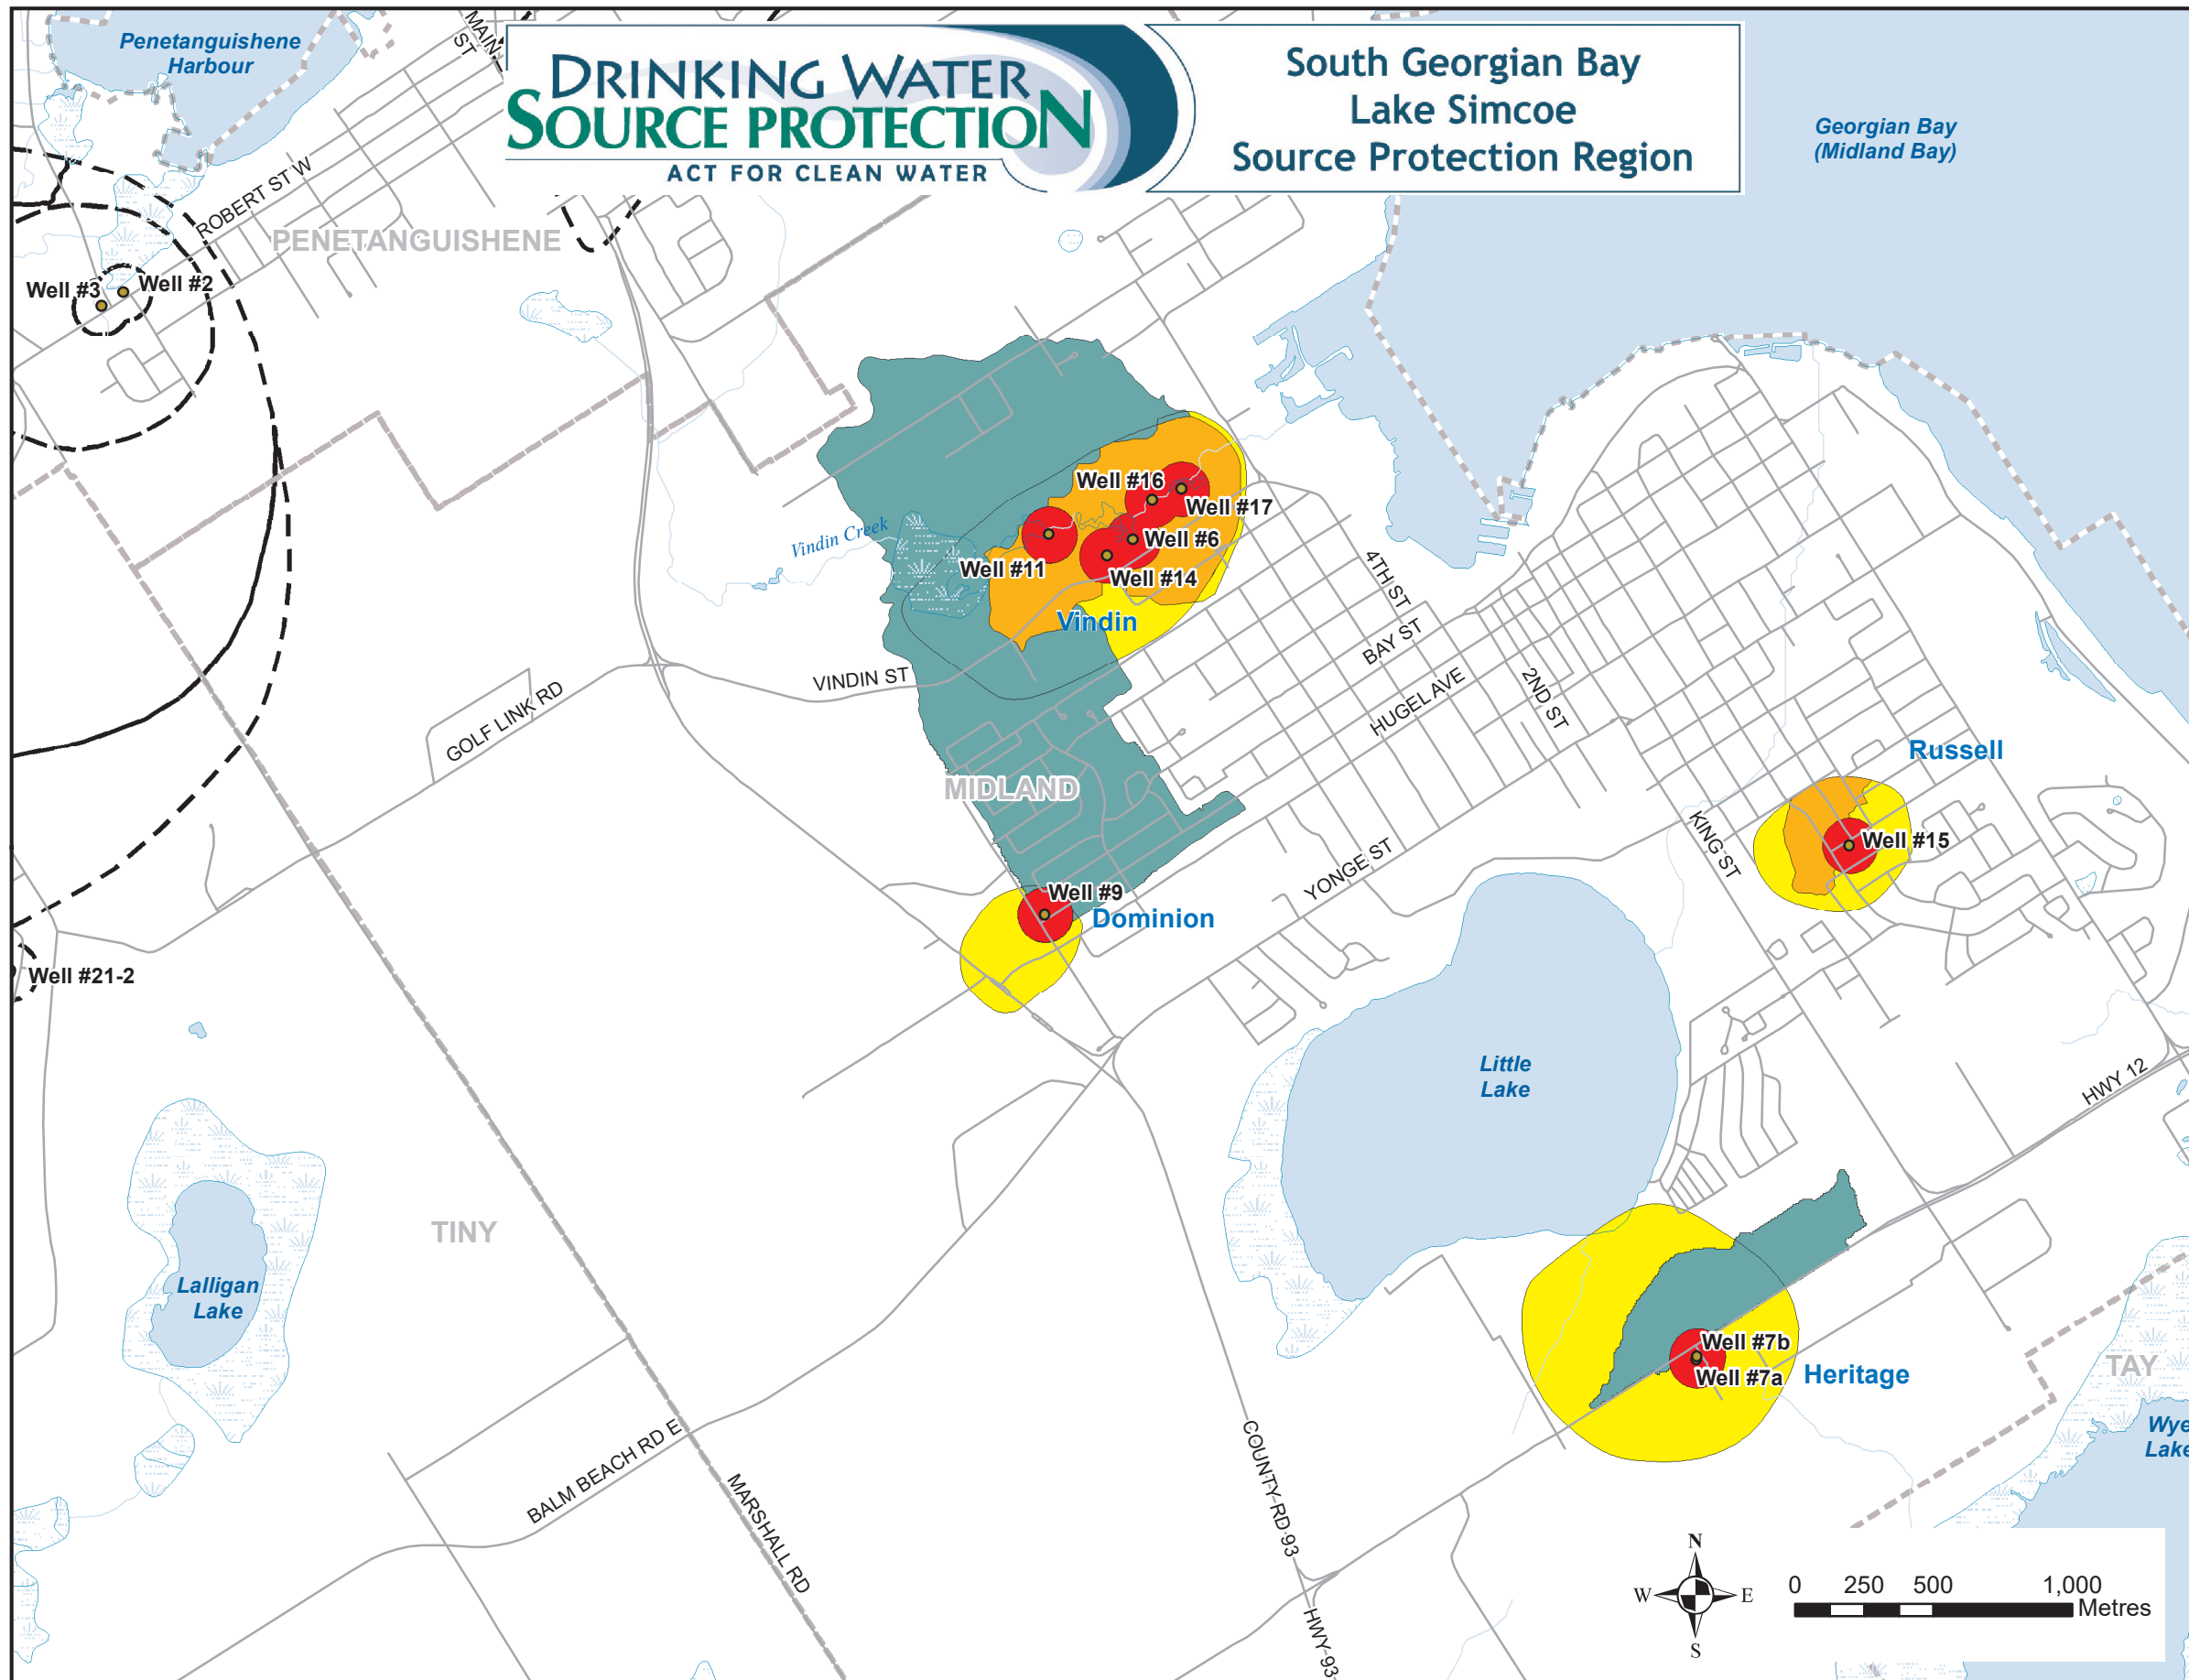 Penetanguishene
Harbour
MAIN
ST
DRINKING WATER
SOURCE PROTECTION
ACT FOR CLEAN WATER
South Georgian Bay
Lake Simcoe
Source Protection Region
Georgian Bay
(Midland Bay)
ROBERT ST W
PENETANGUISHENE
Well #3
Well #2
Well #16
Well #17
Vindin Creek
Well #6
Well #11
Well #14
4TH ST
Vindin
BAY ST
VINDIN ST
HUGEL AVE
2ND ST
GOLF LINK RD
Russell
MIDLAND
KING ST
Well #15
YONGE ST
Well #9
Dominion
Well #21-2
Little
Lake
HWY 12
TINY
Lalligan
Lake
Well #7b
Well #7a
Heritage
TAY
Wye
Lake
COUNTY RD 93
BALM BEACH RD E
MARSHALL RD
HWY 93
N
W
E
S
0 250 500 1,000
Metres